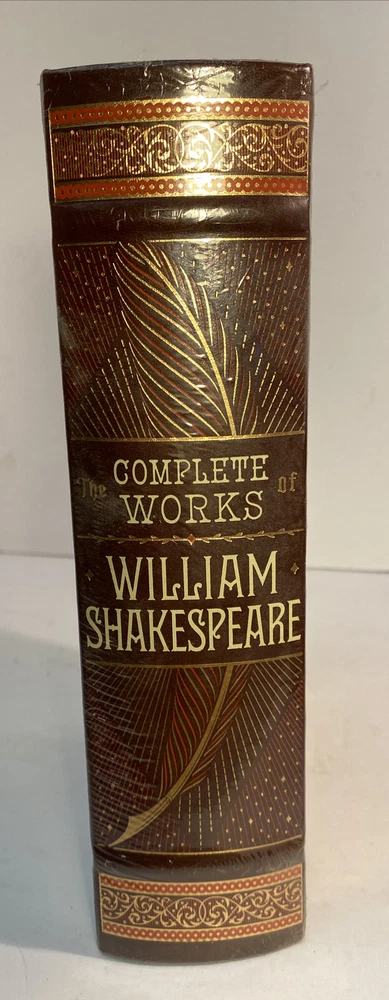 The COMPLETE of
WORKS
WILLIAM
SHAKESPEARE